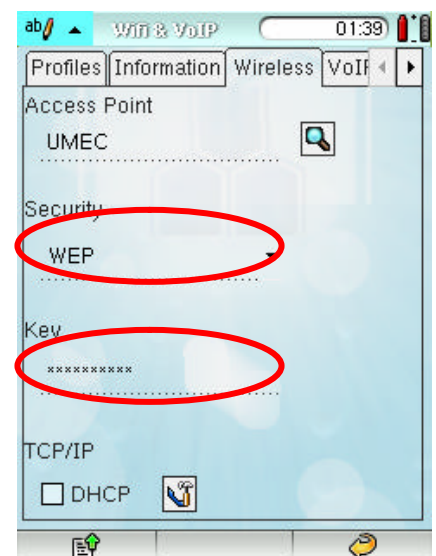 ab Wifi & VoIP 01:39
Profiles Information Wireless VoIP
Access Point
UMEC
Security
WEP
Key
**********
TCP/IP
DHCP